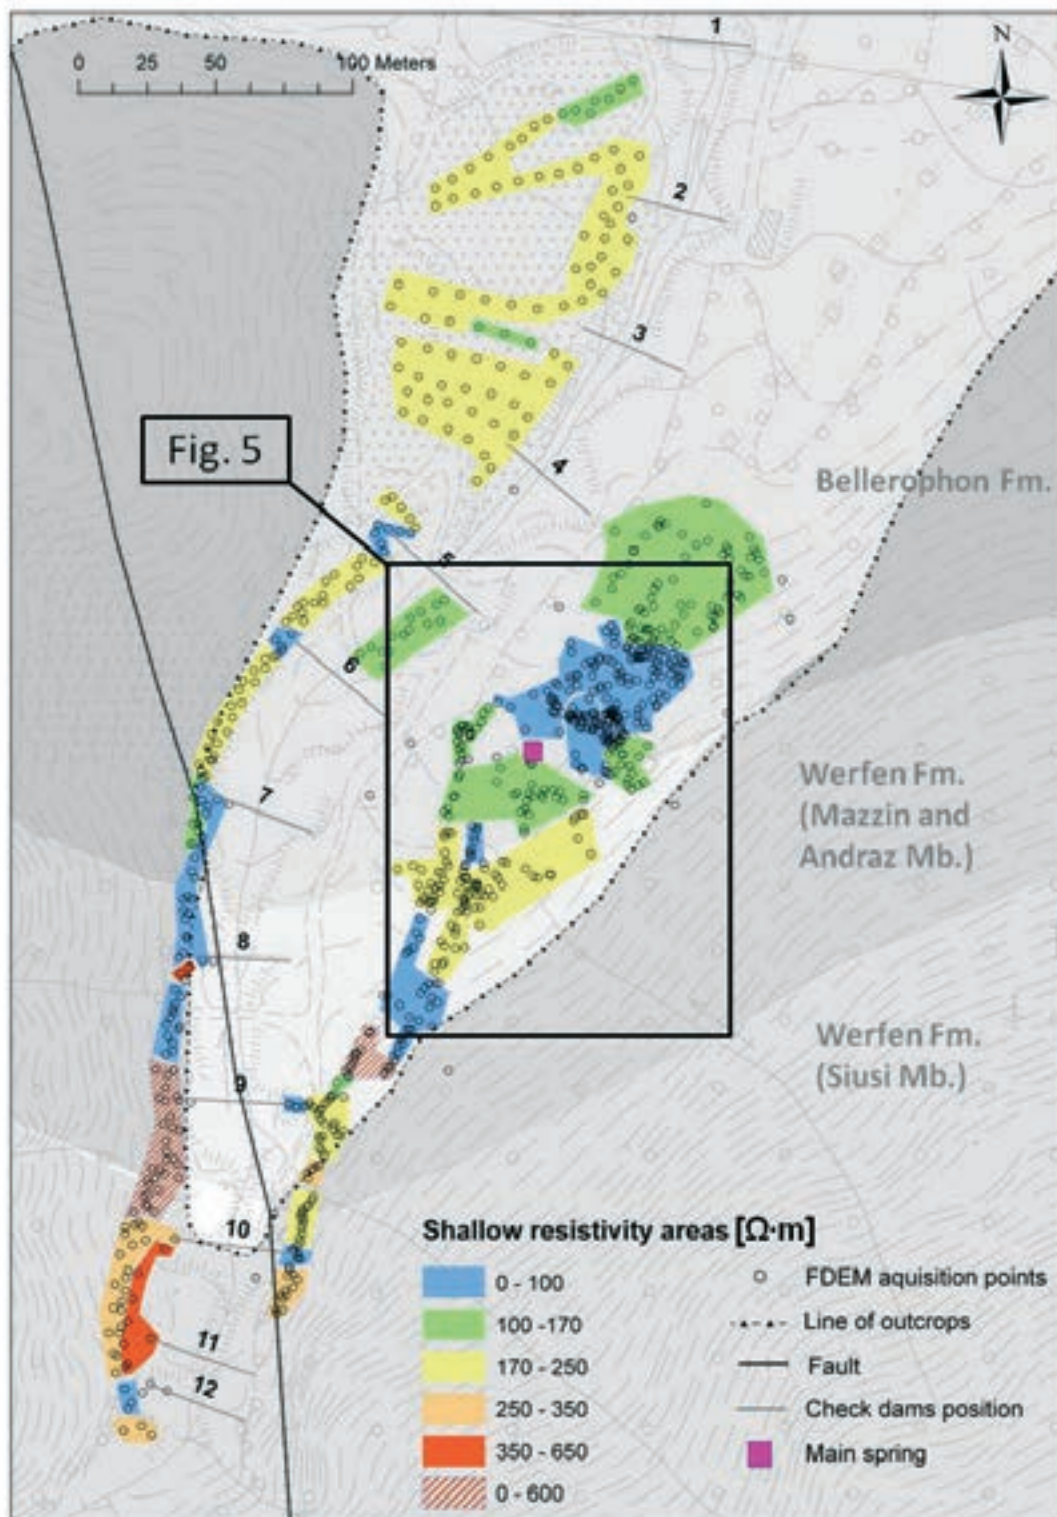 1
N
0 25 50 100 Meters
2
3
Fig. 5
4
Bellerophon Fm.
5
6
Werfen Fm.
(Mazzin and
Andraz Mb.)
7
8
Werfen Fm.
(Siusi Mb.)
9
10
11
12
Shallow resistivity areas [Ω·m]
0 - 100
100 -170
170 - 250
250 - 350
350 - 650
0 - 600
FDEM aquisition points
Line of outcrops
Fault
Check dams position
Main spring